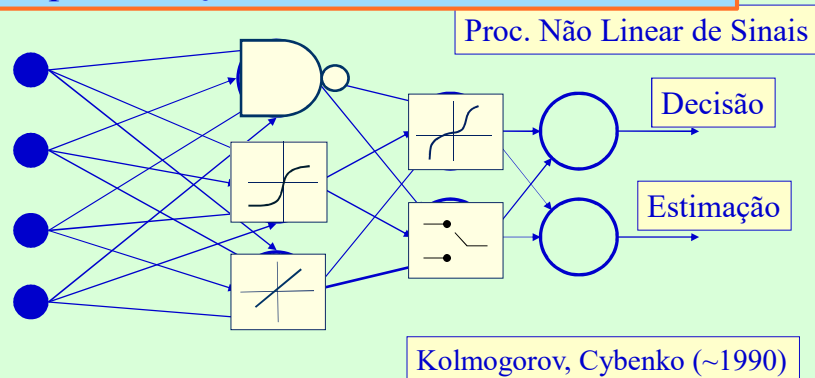 Proc. Não Linear de Sinais
Decisão
Estimação
Kolmogorov, Cybenko (~1990)